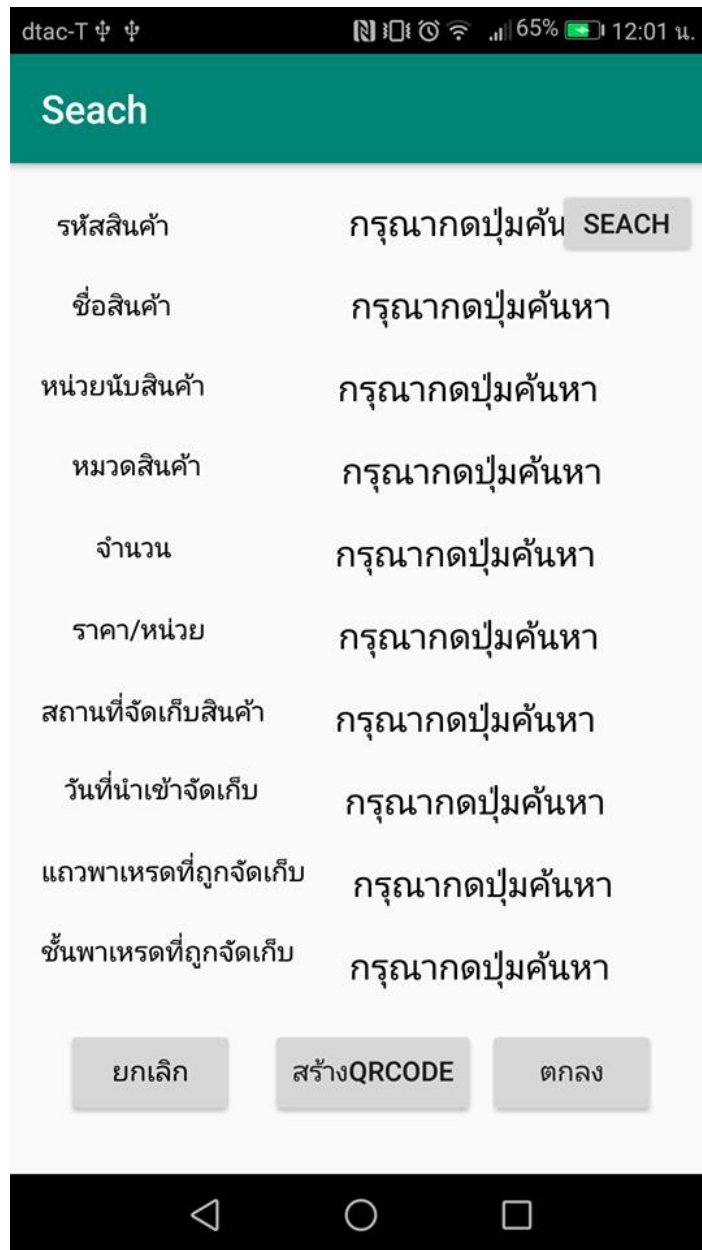 dtac-T 65% 12:01 น.
Seach
รหัสสินค้า กรุณากดปุ่มค้น SEACH
ชื่อสินค้า กรุณากดปุ่มค้นหา
หน่วยนับสินค้า กรุณากดปุ่มค้นหา
หมวดสินค้า กรุณากดปุ่มค้นหา
จำนวน กรุณากดปุ่มค้นหา
ราคา/หน่วย กรุณากดปุ่มค้นหา
สถานที่จัดเก็บสินค้า กรุณากดปุ่มค้นหา
วันที่นำเข้าจัดเก็บ กรุณากดปุ่มค้นหา
แถวพาเหรดที่ถูกจัดเก็บ กรุณากดปุ่มค้นหา
ชั้นพาเหรดที่ถูกจัดเก็บ กรุณากดปุ่มค้นหา
ยกเลิก สร้างQRCODE ตกลง